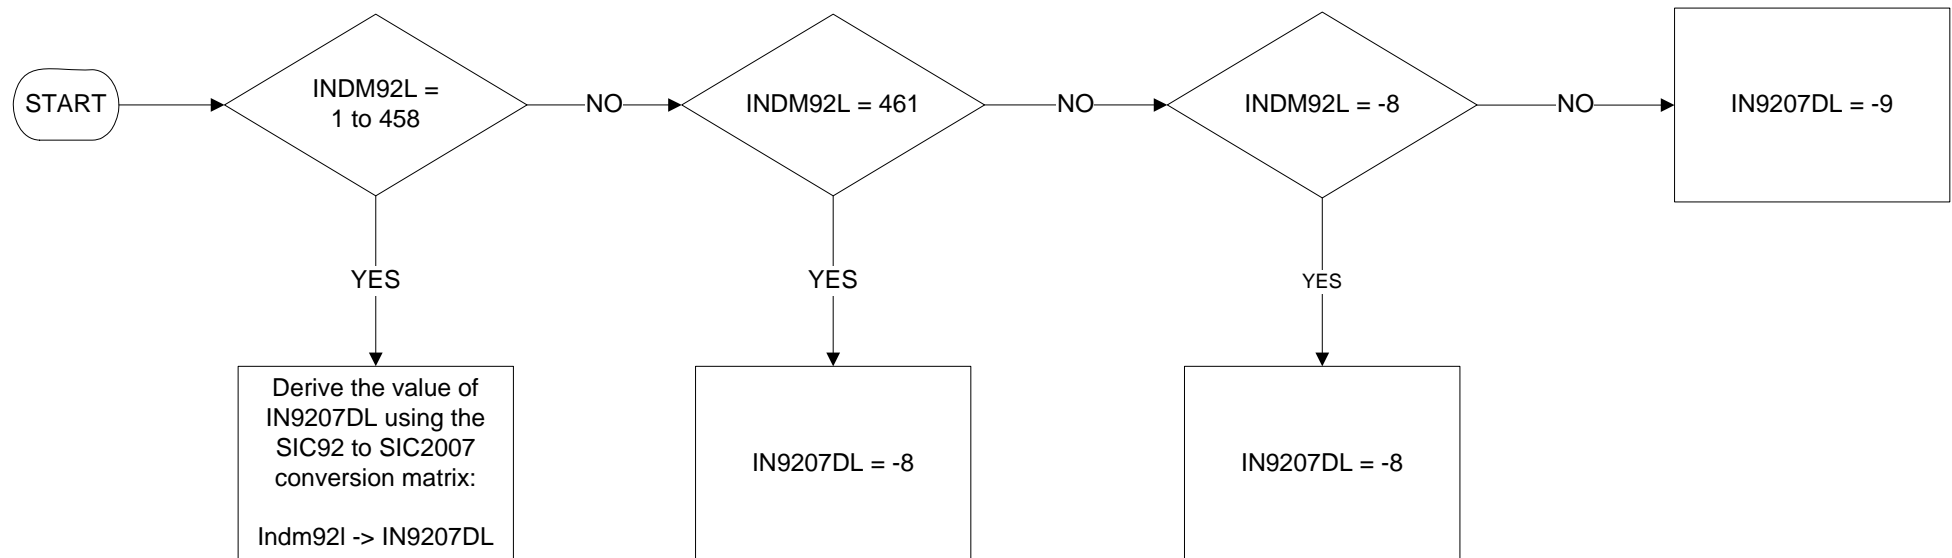 START
INDM92L =
1 to 458
NO
INDM92L = 461
NO
INDM92L = -8
NO
IN9207DL = -9
YES
YES
YES
Derive the value of
IN9207DL using the
SIC92 to SIC2007
conversion matrix:
Indm92l -> IN9207DL
IN9207DL = -8
IN9207DL = -8